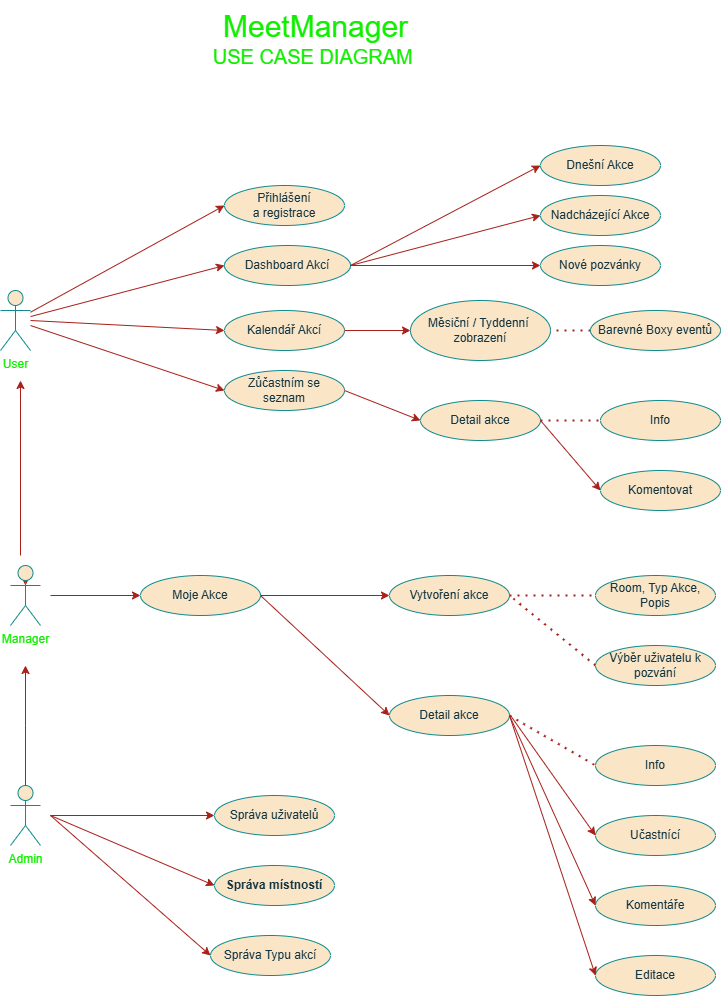 MeetManager
USE CASE DIAGRAM
Dnešní Akce
Přihlášení
a registrace
Nadcházející Akce
Dashboard Akcí
Nové pozvánky
Kalendář Akcí
Měsíční / Tyddenní
zobrazení
Barevné Boxy eventů
User
Zůčastním se
seznam
Detail akce
Info
Komentovat
Moje Akce
Vytvoření akce
Room, Typ Akce,
Popis
Manager
Výběr uživatelu k
pozvání
Detail akce
Info
Správa uživatelů
Učastnící
Admin
Správa místností
Komentáře
Správa Typu akcí
Editace